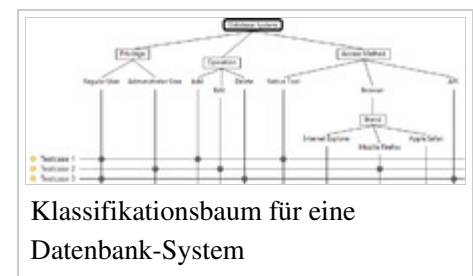 Database System
Privilege
Operation
Access Method
Regular User
Administrator User
Add
Edit
Delete
Native Tool
Browser
API
Brand
Internet Explorer
Mozilla Firefox
Apple Safari
Testcase 1
Testcase 2
Testcase 3
Klassifikationsbaum für eine
Datenbank-System